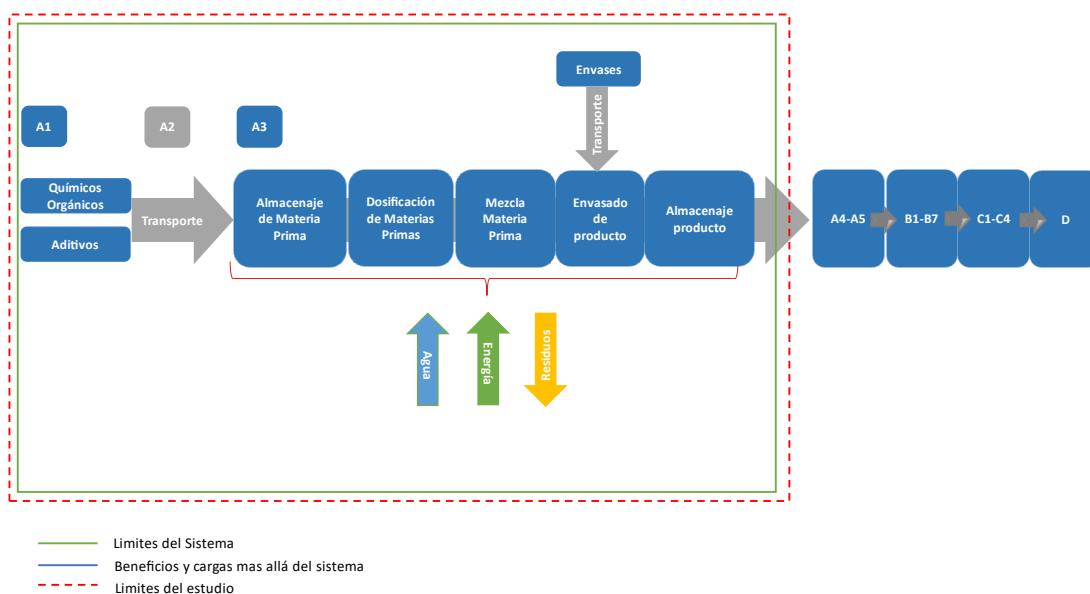 Envases
Transporte
A1
A2
A3
Químicos
Orgánicos
Aditivos
Transporte
Almacenaje
de Materia
Prima
Dosificación
de Materias
Primas
Mezcla
Materia
Prima
Envasado
de
producto
Almacenaje
producto
A4-A5
B1-B7
C1-C4
D
Agua
Energía
Residuos
Limites del Sistema
Beneficios y cargas mas allá del sistema
Limites del estudio